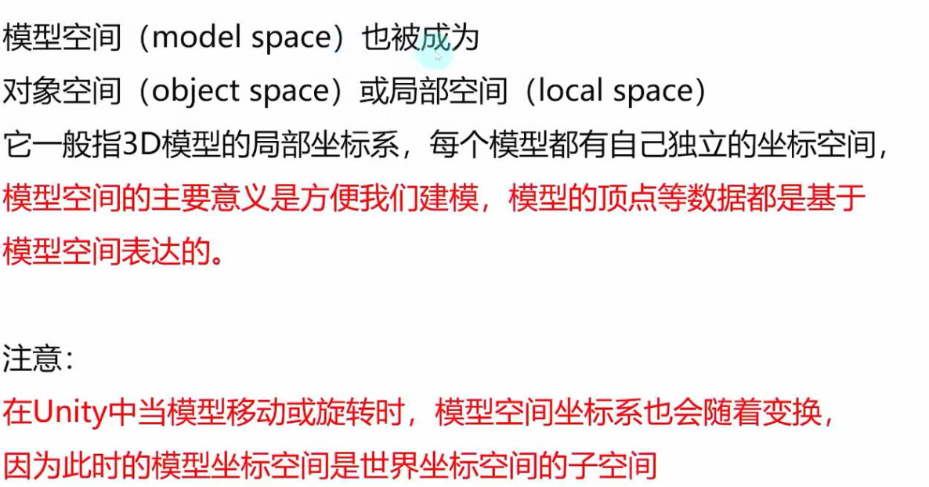 模型空间（model space）也被成为
对象空间（object space）或局部空间（local space）
它一般指3D模型的局部坐标系，每个模型都有自己独立的坐标空间，
模型空间的主要意义是方便我们建模，模型的顶点等数据都是基于
模型空间表达的。
注意：
在Unity中当模型移动或旋转时，模型空间坐标系也会随着变换，
因为此时的模型坐标空间是世界坐标空间的子空间